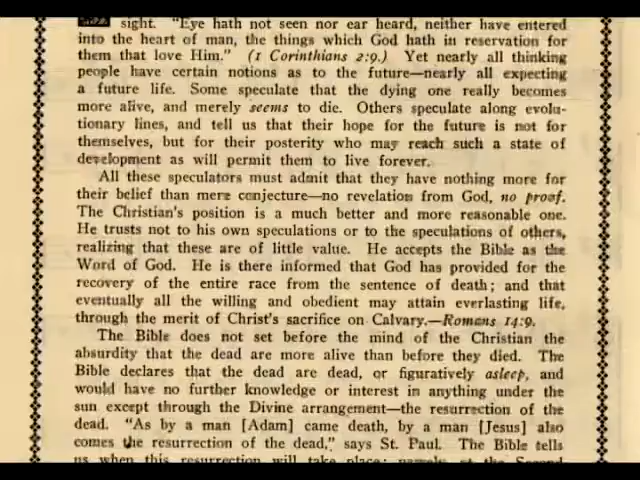 sight. "Eye hath not seen nor ear heard, neither have entered
into the heart of man, the things which God hath in reservation for
them that love Him." (1 Corinthians 2:9.) Yet nearly all thinking
people have certain notions as to the future—nearly all expecting
a future life. Some speculate that the dying one really becomes
more alive, and merely seems to die. Others speculate along evolu-
tionary lines, and tell us that their hope for the future is not for
themselves, but for their posterity who may reach such a state of
development as will permit them to live forever.
All these speculators must admit that they have nothing more for
their belief than mere conjecture—no revelation from God, no proof.
The Christian's position is a much better and more reasonable one.
He trusts not to his own speculations or to the speculations of others,
realizing that these are of little value. He accepts the Bible as the
Word of God. He is there informed that God has provided for the
recovery of the entire race from the sentence of death; and that
eventually all the willing and obedient may attain everlasting life,
through the merit of Christ's sacrifice on Calvary.—Romans 14:9.
The Bible does not set before the mind of the Christian the
absurdity that the dead are more alive than before they died. The
Bible declares that the dead are dead, or figuratively asleep, and
would have no further knowledge or interest in anything under the
sun except through the Divine arrangement—the resurrection of the
dead. "As by a man [Adam] came death, by a man [Jesus] also
comes the resurrection of the dead," says St. Paul. The Bible tells
us when this resurrection will take place; namely, at the Second